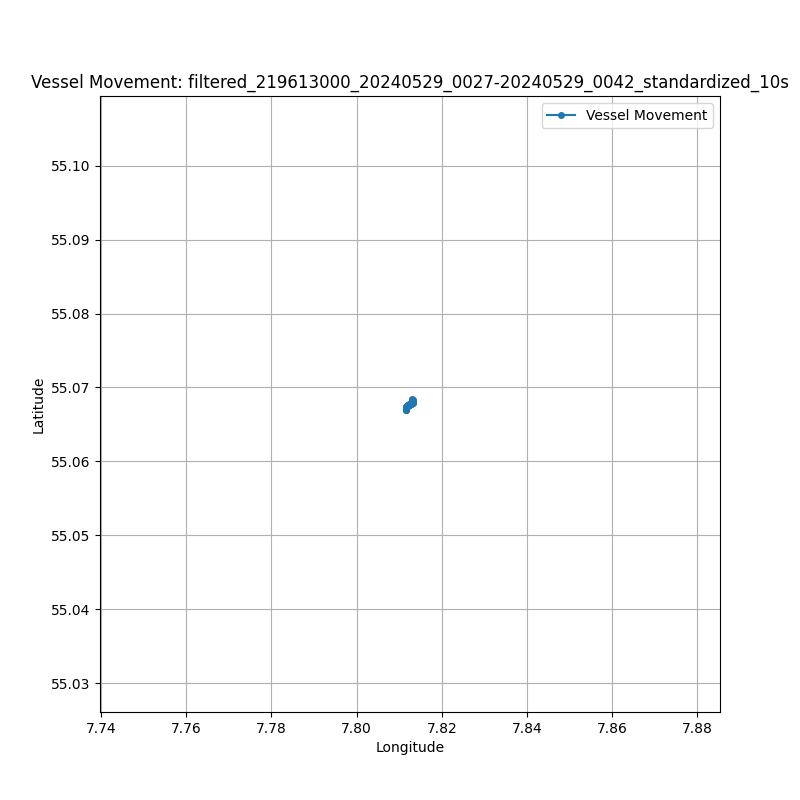 Vessel Movement: filtered_219613000_20240529_0027-20240529_0042_standardized_10s
Vessel Movement
55.10
55.09
55.08
55.07
55.06
55.05
55.04
55.03
Latitude
7.74 7.76 7.78 7.80 7.82 7.84 7.86 7.88
Longitude